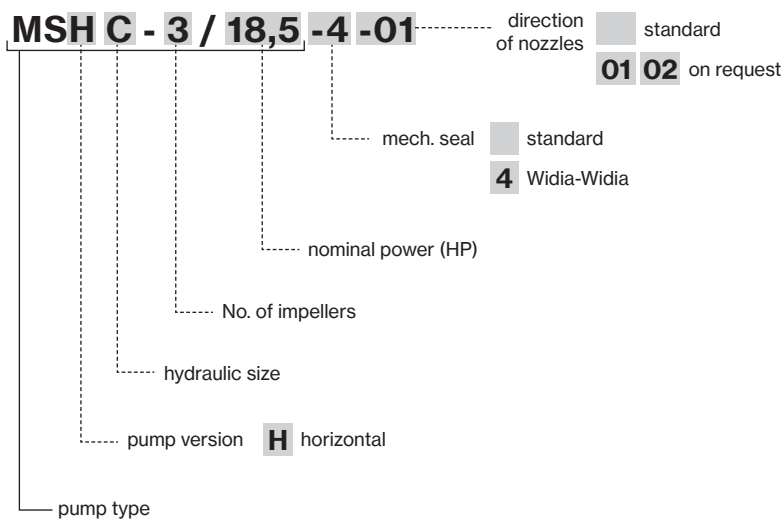 MSH C - 3 / 18,5 -4 -01
direction of nozzles
standard
01 02 on request
mech. seal
standard
4 Widia-Widia
nominal power (HP)
No. of impellers
hydraulic size
pump version H horizontal
pump type